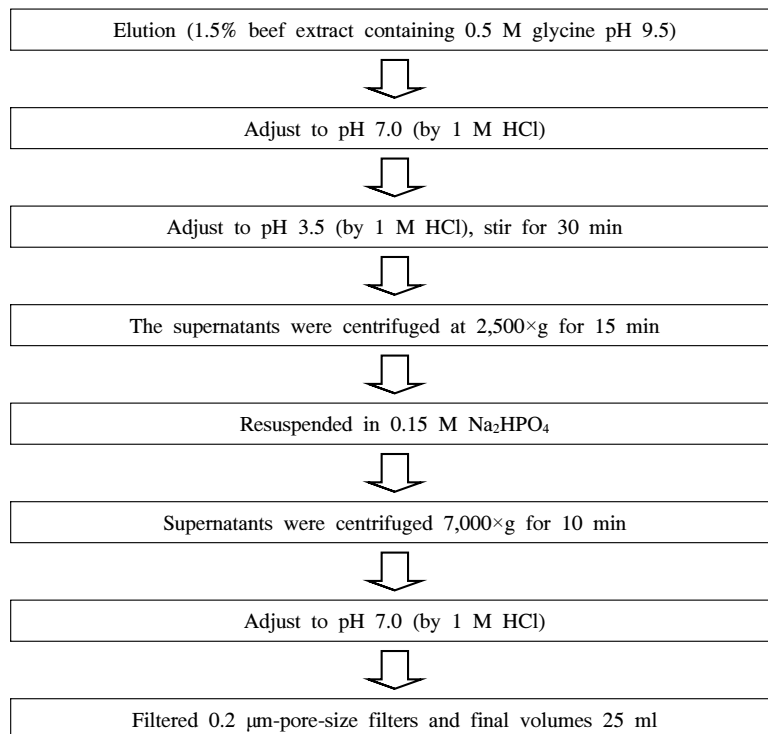 Elution (1.5% beef extract containing 0.5 M glycine pH 9.5)
Adjust to pH 7.0 (by 1 M HCl)
Adjust to pH 3.5 (by 1 M HCl), stir for 30 min
The supernatants were centrifuged at 2,500×g for 15 min
Resuspended in 0.15 M Na₂HPO₄
Supernatants were centrifuged 7,000×g for 10 min
Adjust to pH 7.0 (by 1 M HCl)
Filtered 0.2 μm-pore-size filters and final volumes 25 ml